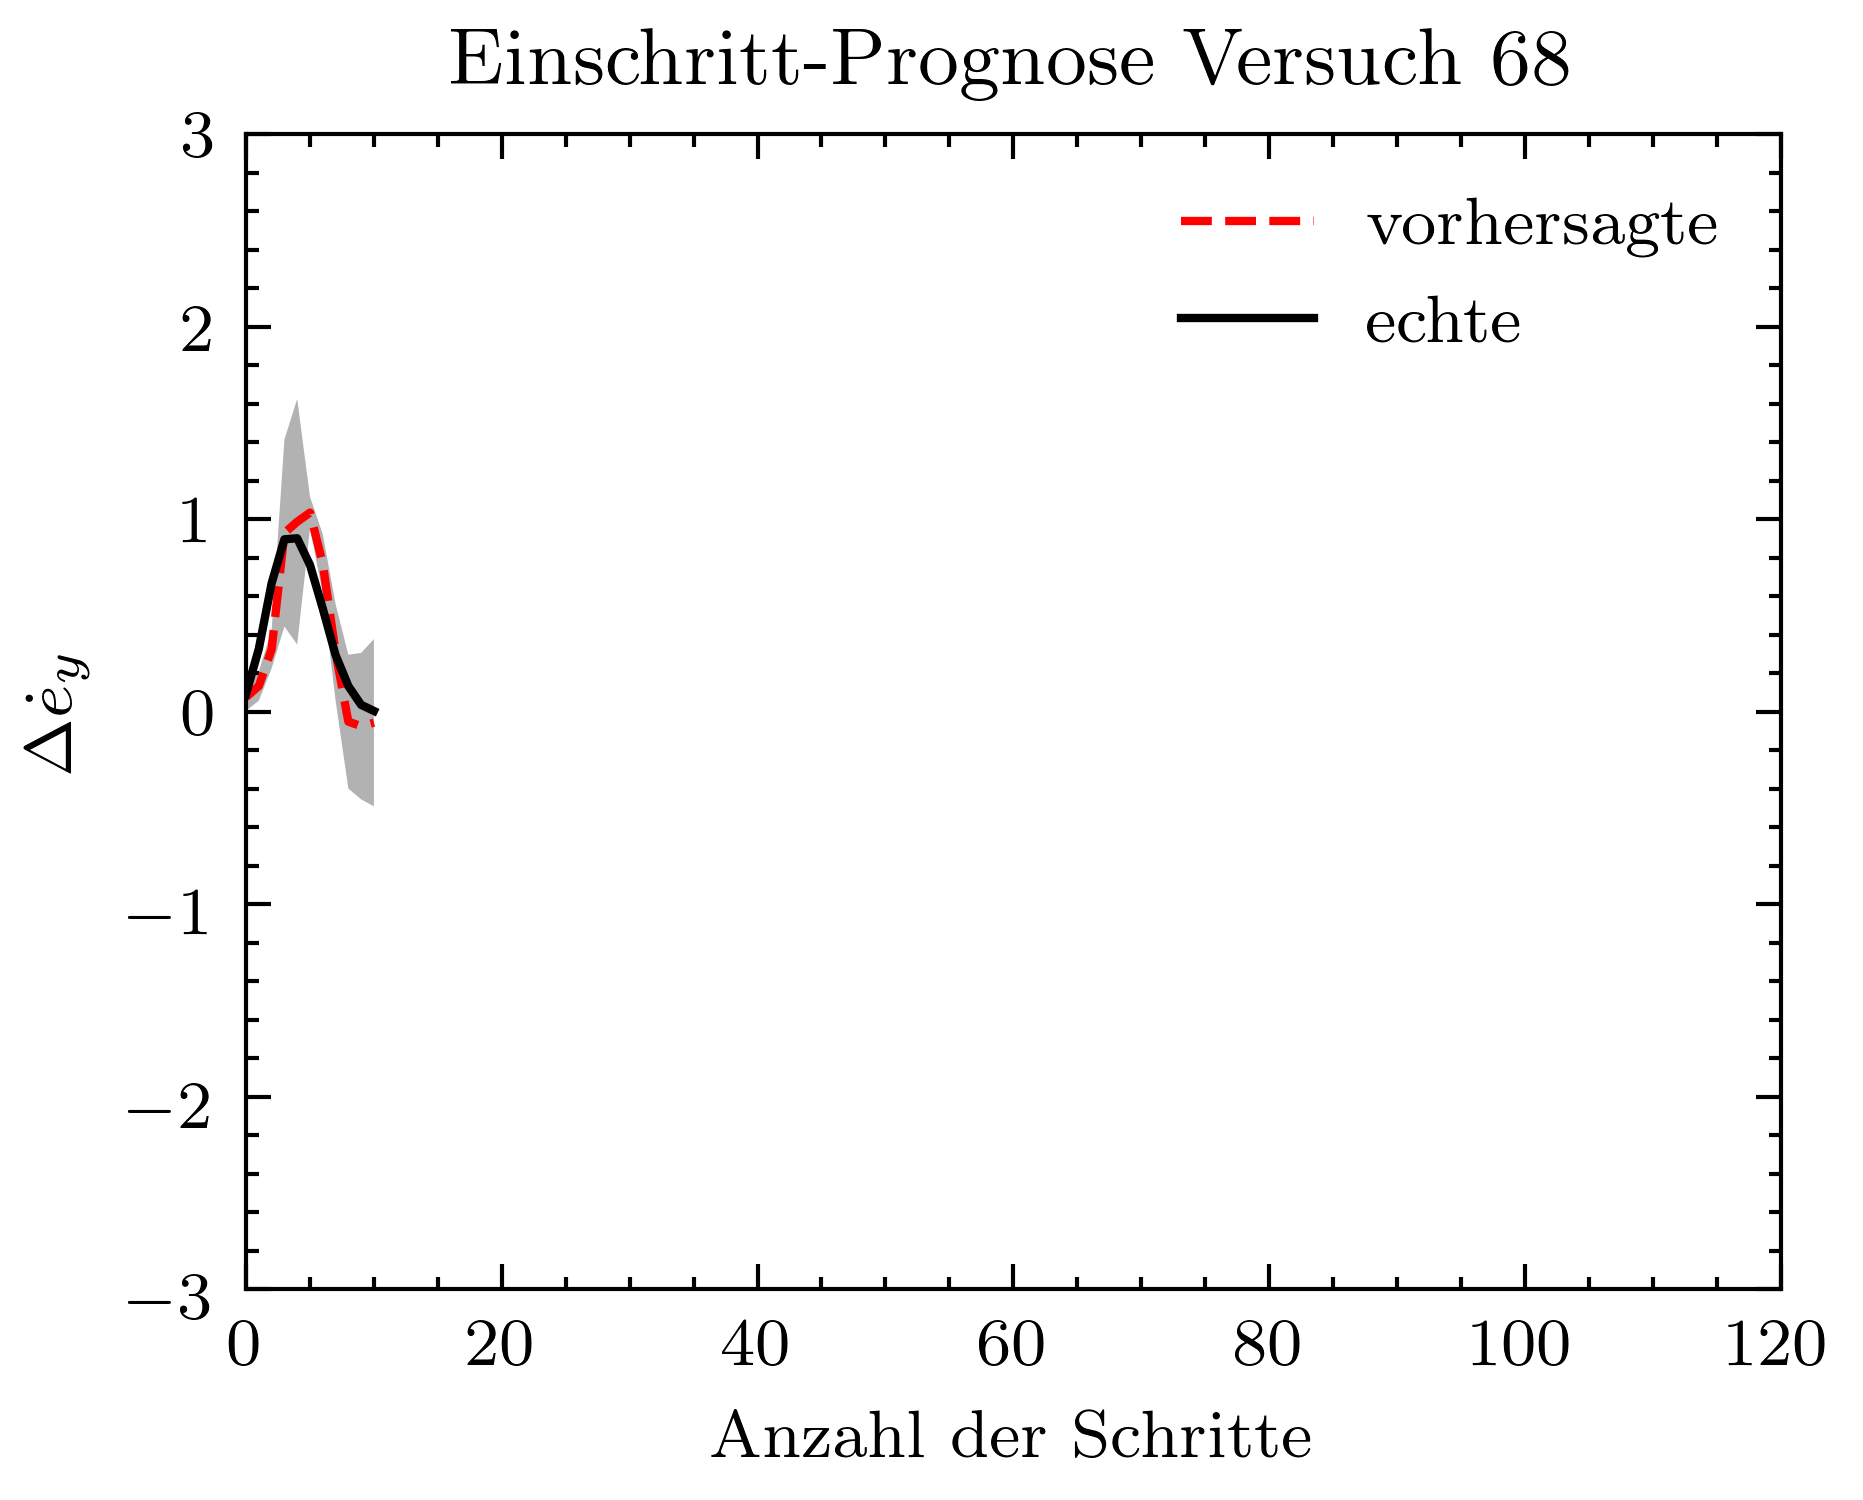 Einschritt-Prognose Versuch 68
3
2
1
0
−1
−2
−3
Δėy
vorhersagte
echte
0 20 40 60 80 100 120
Anzahl der Schritte